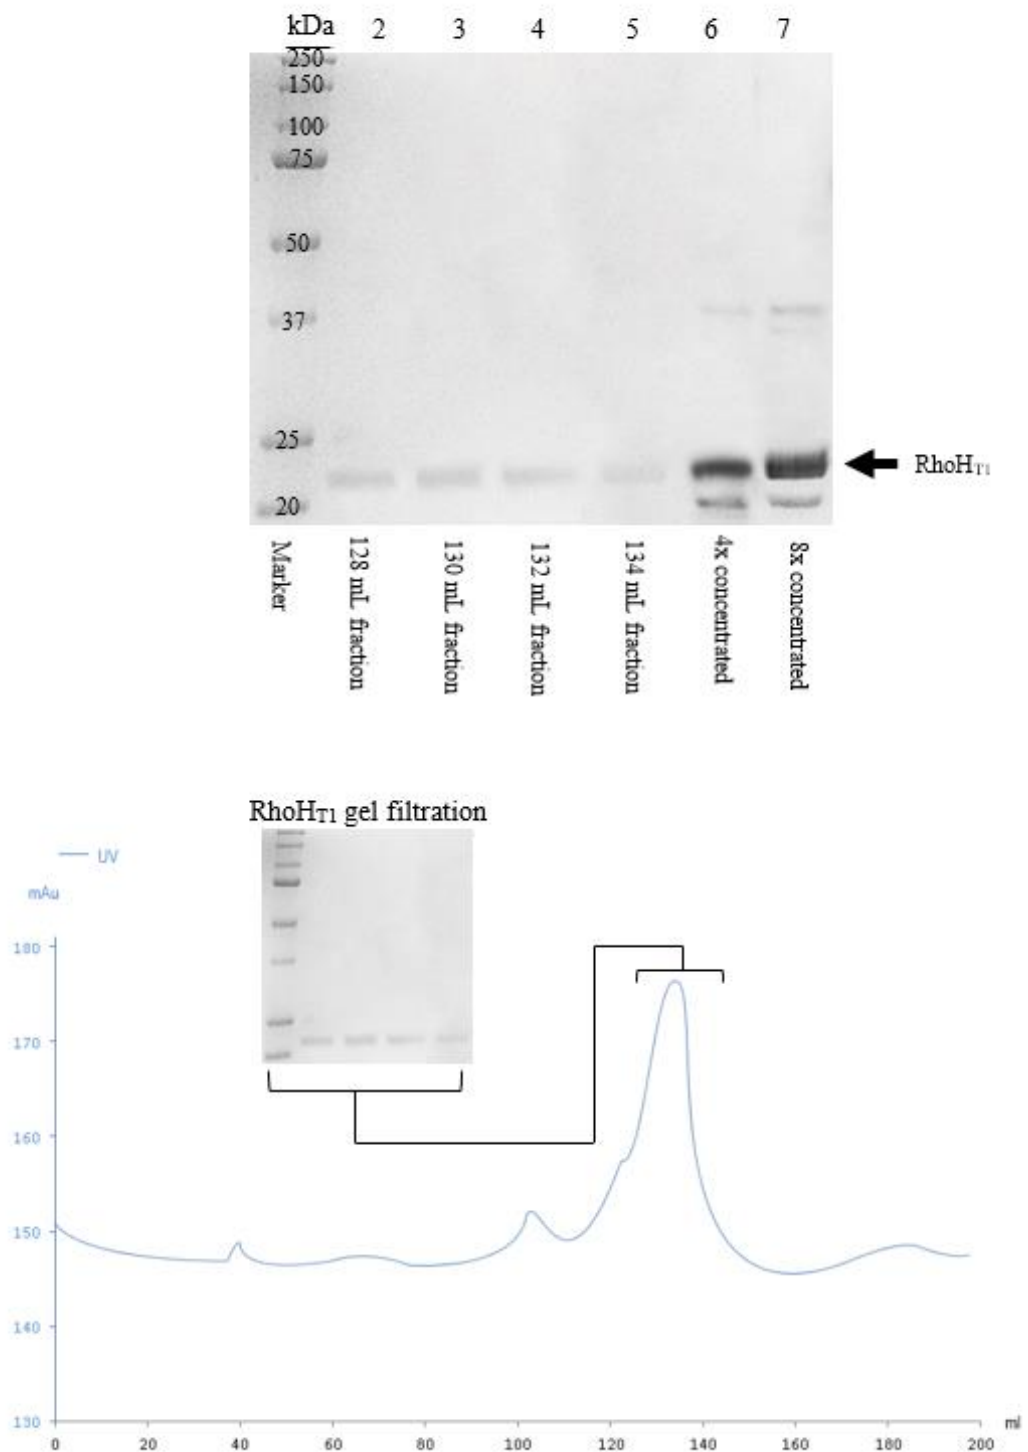 kDa 2 3 4 5 6 7
250
150
100
75
50
37
25
RhoHT1
20
Marker
128 mL fraction
130 mL fraction
132 mL fraction
134 mL fraction
4x concentrated
8x concentrated
RhoHT1 gel filtration
UV
mAu
180
170
160
150
140
130
0 20 40 60 80 100 120 140 160 180 200
ml